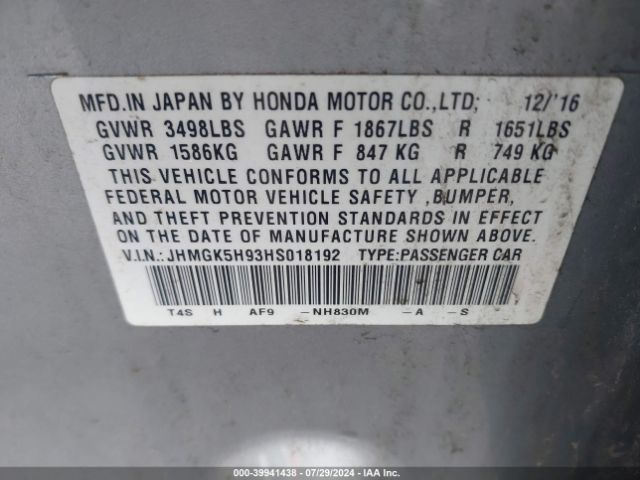 MFD.IN JAPAN BY HONDA MOTOR CO.,LTD; 12/'16
GVWR 3498LBS GAWR F 1867LBS R 1651LBS
GVWR 1586KG GAWR F 847 KG R 749 KG
THIS VEHICLE CONFORMS TO ALL APPLICABLE
FEDERAL MOTOR VEHICLE SAFETY ,BUMPER,
AND THEFT PREVENTION STANDARDS IN EFFECT
ON THE DATE OF MANUFACTURE SHOWN ABOVE.
V.I.N.: JHMGK5H93HS018192 TYPE:PASSENGER CAR
T4S H AF9 -NH830M -A -S
000-39941438 - 07/29/2024 - IAA Inc.